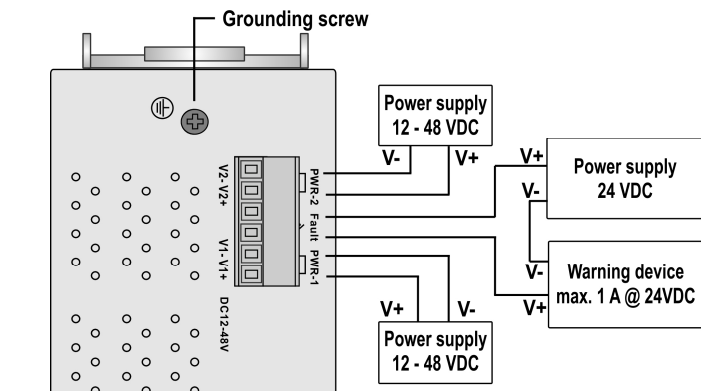 Grounding screw
Power supply
12 - 48 VDC
V-
V+
V+
Power supply
24 VDC
V-
V2- V2+
PWR-2
Fault
V1- V1+
PWR-1
V-
Warning device
max. 1 A @ 24VDC
V+
DC12-48V
V+
V-
Power supply
12 - 48 VDC